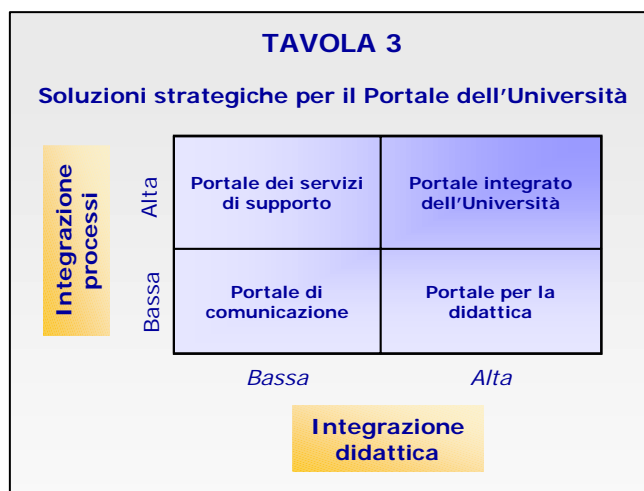 TAVOLA 3
Soluzioni strategiche per il Portale dell'Università
Integrazione
processi
Alta
Portale dei servizi
di supporto
Portale integrato
dell'Università
Bassa
Portale di
comunicazione
Portale per la
didattica
Bassa
Alta
Integrazione
didattica